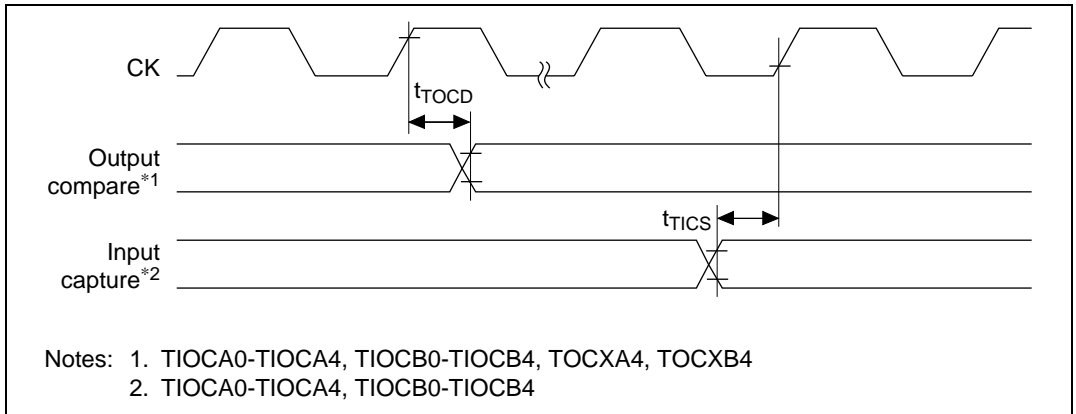 CK
tTOCD
Output
compare*1
tTICS
Input
capture*2
Notes: 1. TIOCA0-TIOCA4, TIOCB0-TIOCB4, TOCXA4, TOCXB4
2. TIOCA0-TIOCA4, TIOCB0-TIOCB4